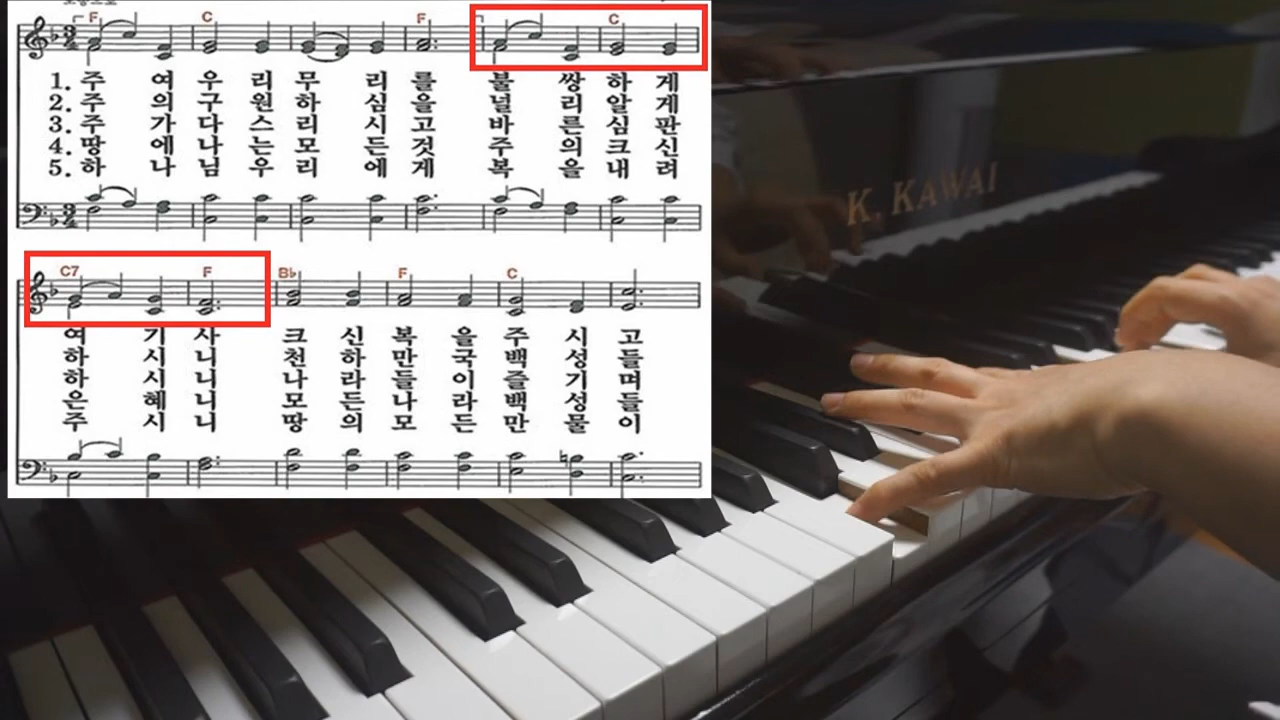 F C F C
1. 주 여 우 리 무 리 를 불 쌍 하 게
2. 주 의 구 원 하 심 을 널 리 알 게
3. 주 가 다 스 리 시 고 바 른 심 판
4. 땅 에 나 는 모 든 것 주 의 크 신
5. 하 나 님 우 리 에 게 복 을 내 려
C7 F B♭ F C
여 기 사 크 신 복 을 주 시 고
하 시 니 천 하 만 국 백 성 들
하 시 니 나 라 들 이 즐 기 며
은 혜 니 모 든 나 라 백 성 들
주 시 니 땅 의 모 든 만 물 이
K. KAWAI